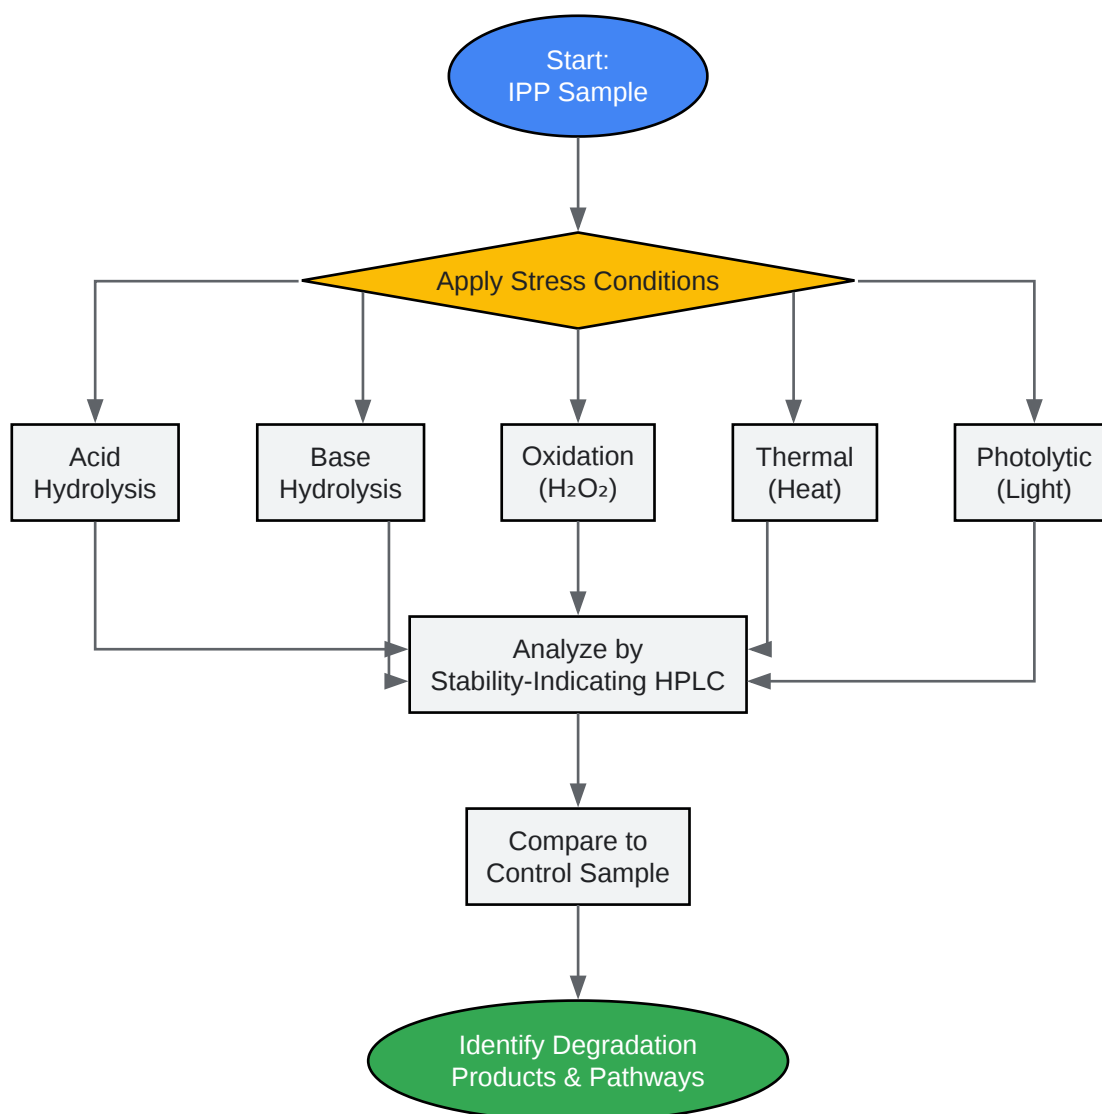 Start:
IPP Sample
Apply Stress Conditions
Acid
Hydrolysis
Base
Hydrolysis
Oxidation
(H₂O₂)
Thermal
(Heat)
Photolytic
(Light)
Analyze by
Stability-Indicating HPLC
Compare to
Control Sample
Identify Degradation
Products & Pathways